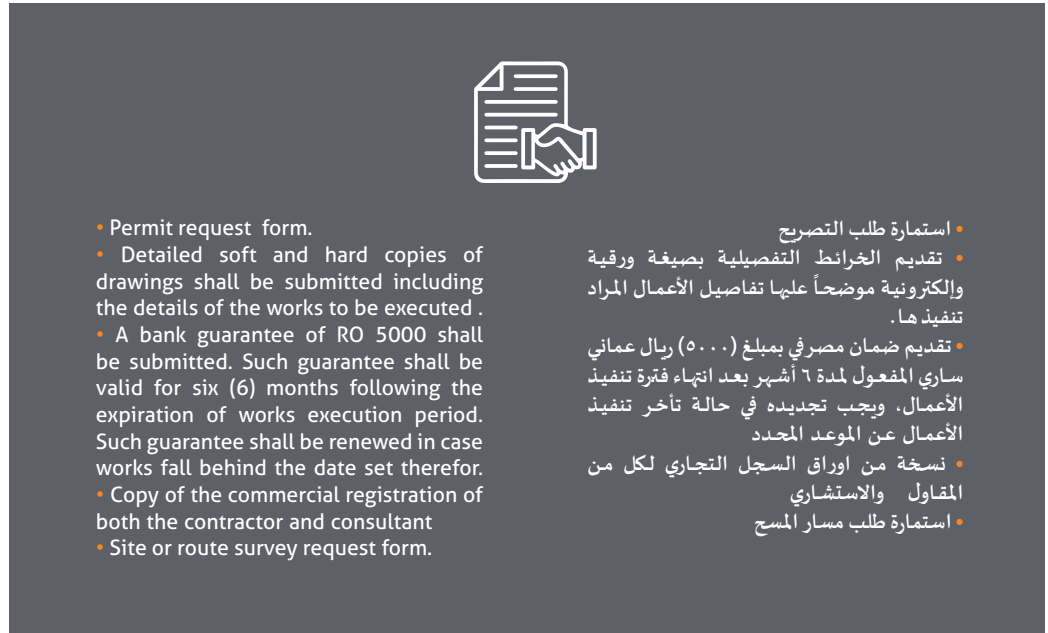 • Permit request form.
• Detailed soft and hard copies of
drawings shall be submitted including
the details of the works to be executed .
• A bank guarantee of RO 5000 shall
be submitted. Such guarantee shall be
valid for six (6) months following the
expiration of works execution period.
Such guarantee shall be renewed in case
works fall behind the date set therefor.
• Copy of the commercial registration of
both the contractor and consultant
• Site or route survey request form.
• استمارة طلب التصريح
• تقديم الخرائط التفصيلية بصيغة ورقية
وإلكترونية موضحاً عليها تفاصيل الأعمال المراد
تنفيذها.
• تقديم ضمان مصرفي بمبلغ (٥٠٠٠) ريال عماني
ساري المفعول لمدة ٦ أشهر بعد انتهاء فترة تنفيذ
الأعمال، ويجب تجديده في حالة تأخر تنفيذ
الأعمال عن الموعد المحدد
• نسخة من اوراق السجل التجاري لكل من
المقاول والاستشاري
• استمارة طلب مسار المسح